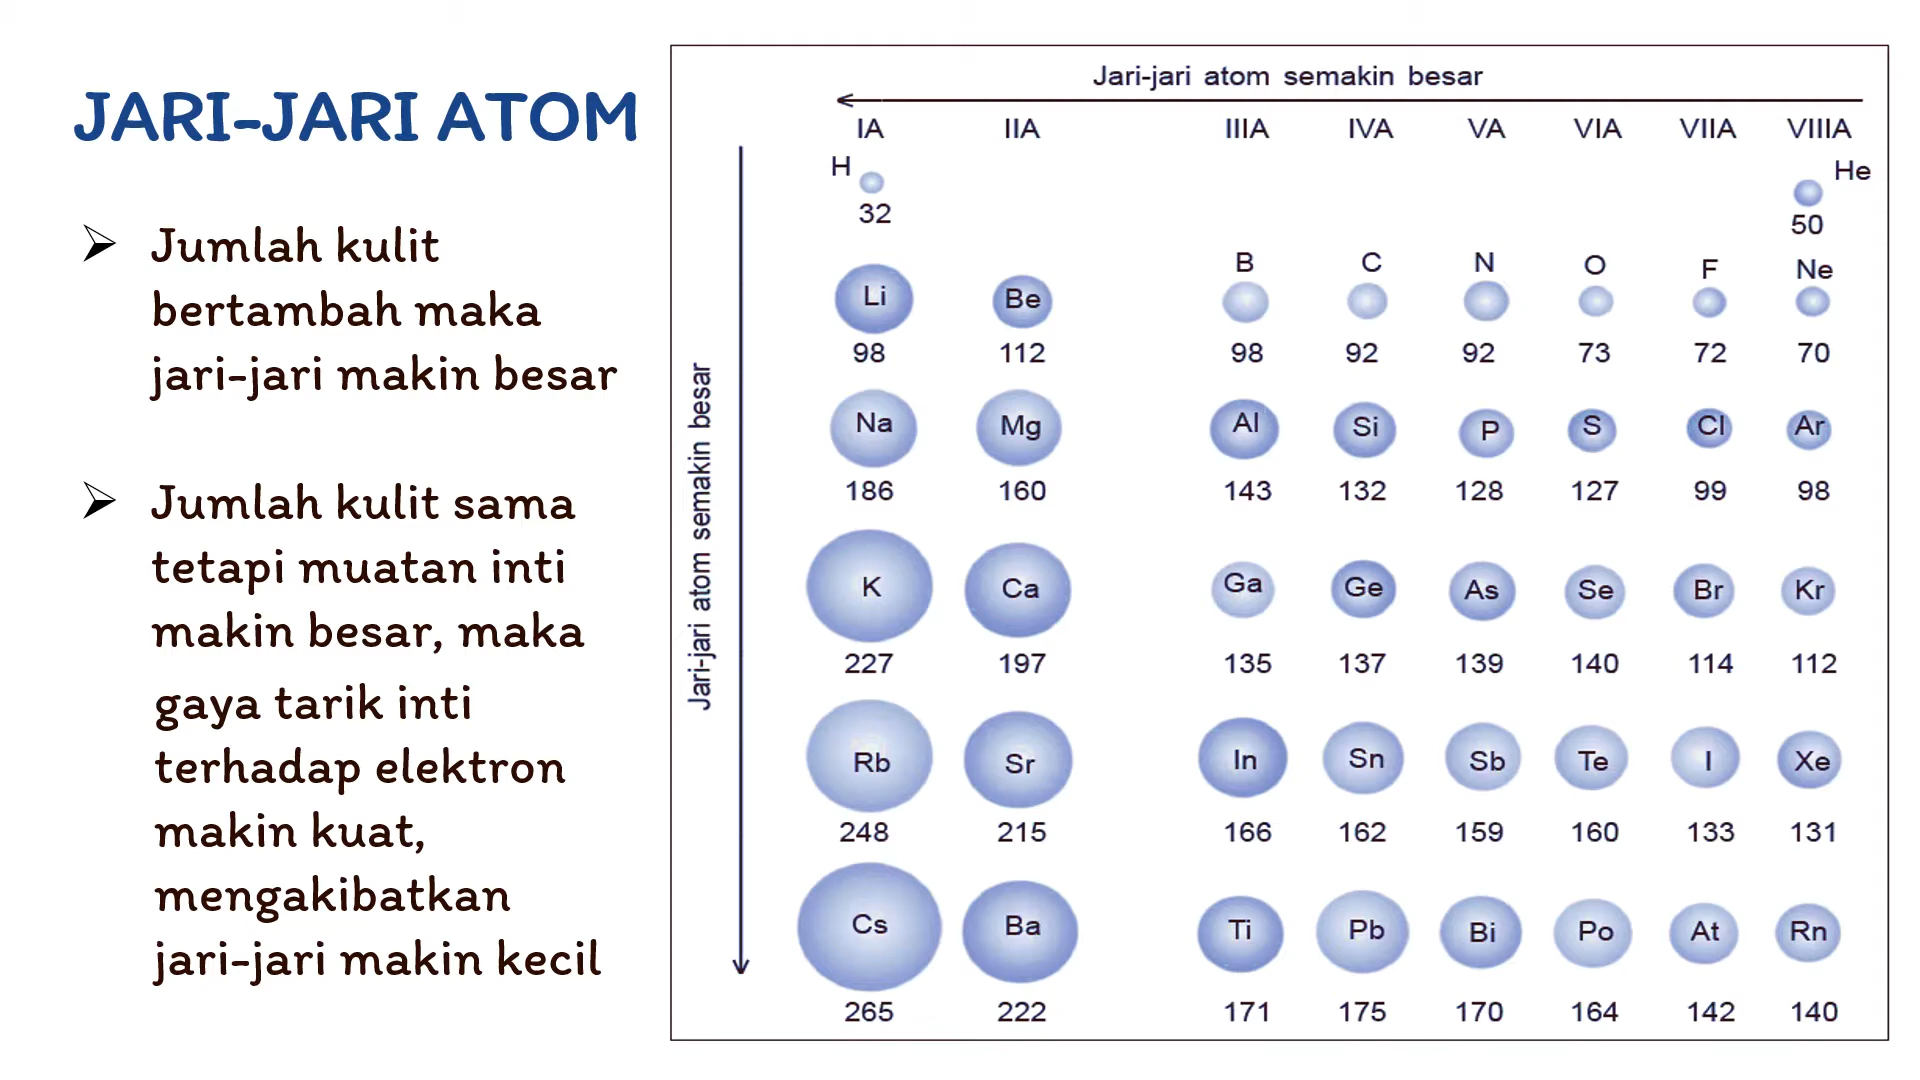 JARI-JARI ATOM
➢ Jumlah kulit
bertambah maka
jari-jari makin besar
➢ Jumlah kulit sama
tetapi muatan inti
makin besar, maka
gaya tarik inti
terhadap elektron
makin kuat,
mengakibatkan
jari-jari makin kecil
Jari-jari atom semakin besar
Jari-jari atom semakin besar
IA IIA IIIA IVA VA VIA VIIA VIIIA
H He
32 50
B C N O F Ne
Li Be
98 112 98 92 92 73 72 70
Na Mg Al Si P S Cl Ar
186 160 143 132 128 127 99 98
K Ca Ga Ge As Se Br Kr
227 197 135 137 139 140 114 112
Rb Sr In Sn Sb Te I Xe
248 215 166 162 159 160 133 131
Cs Ba Ti Pb Bi Po At Rn
265 222 171 175 170 164 142 140